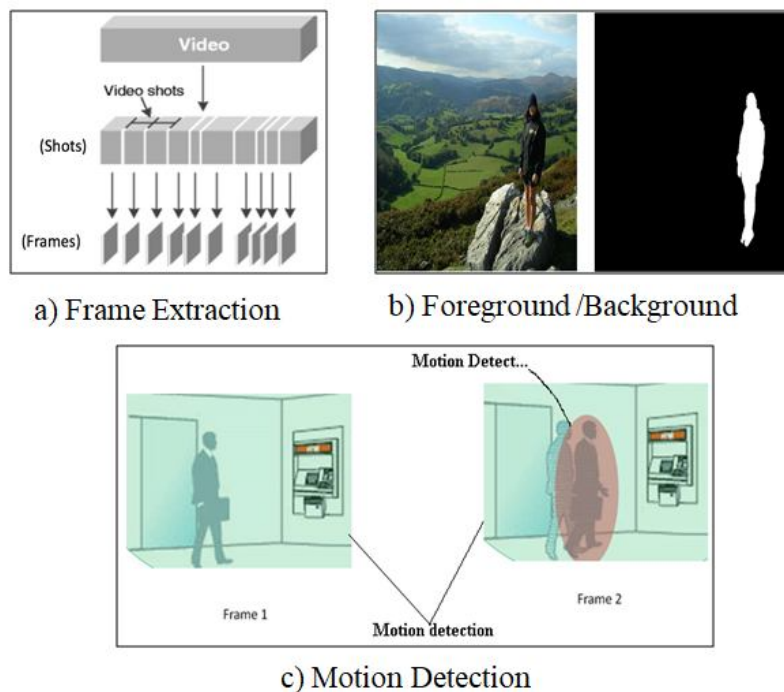 Video
Video shots
(Shots)
(Frames)
a) Frame Extraction
b) Foreground /Background
Motion Detect...
Frame 1
Frame 2
Motion detection
c) Motion Detection